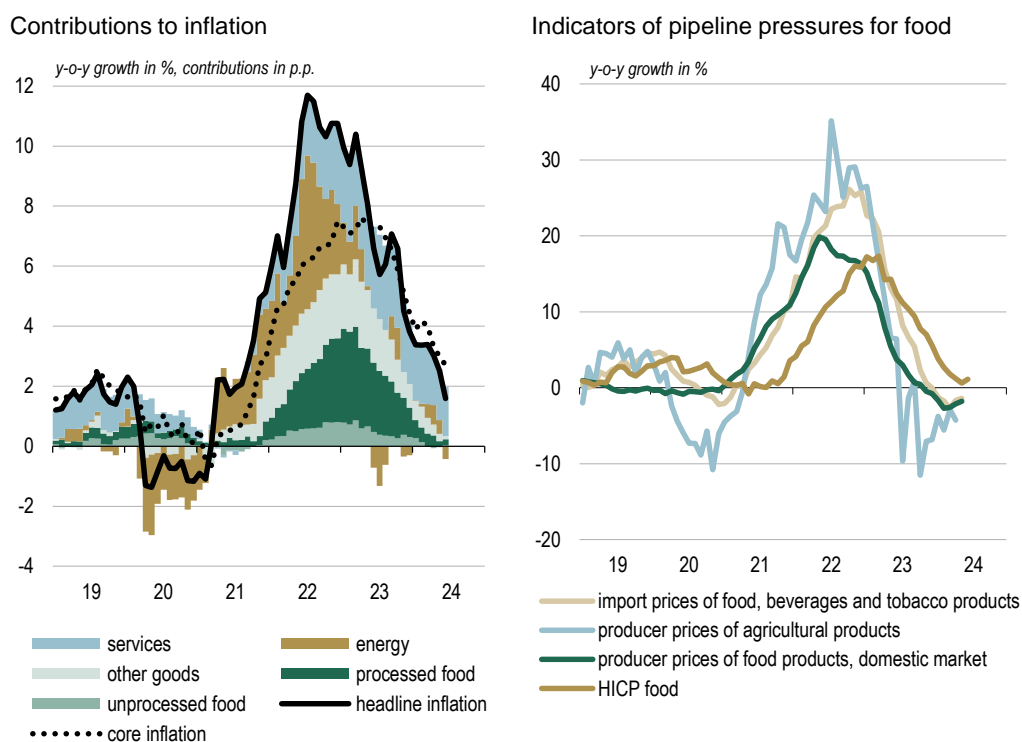 Contributions to inflation
y-o-y growth in %, contributions in p.p.
12
10
8
6
4
2
0
-2
-4
19 20 21 22 23 24
services
energy
other goods
processed food
unprocessed food
headline inflation
core inflation
Indicators of pipeline pressures for food
y-o-y growth in %
40
30
20
10
0
-10
-20
19 20 21 22 23 24
import prices of food, beverages and tobacco products
producer prices of agricultural products
producer prices of food products, domestic market
HICP food